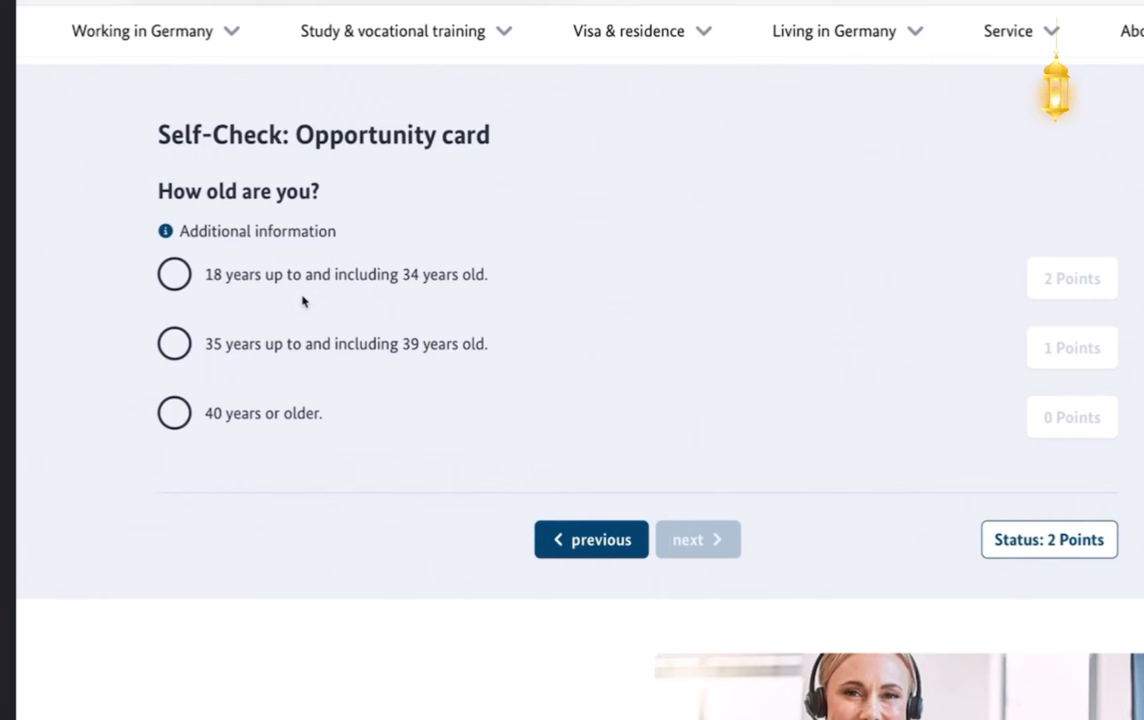 Working in Germany Study & vocational training Visa & residence Living in Germany Service
Self-Check: Opportunity card
How old are you?
Additional information
18 years up to and including 34 years old. 2 Points
35 years up to and including 39 years old. 1 Points
40 years or older. 0 Points
previous next Status: 2 Points